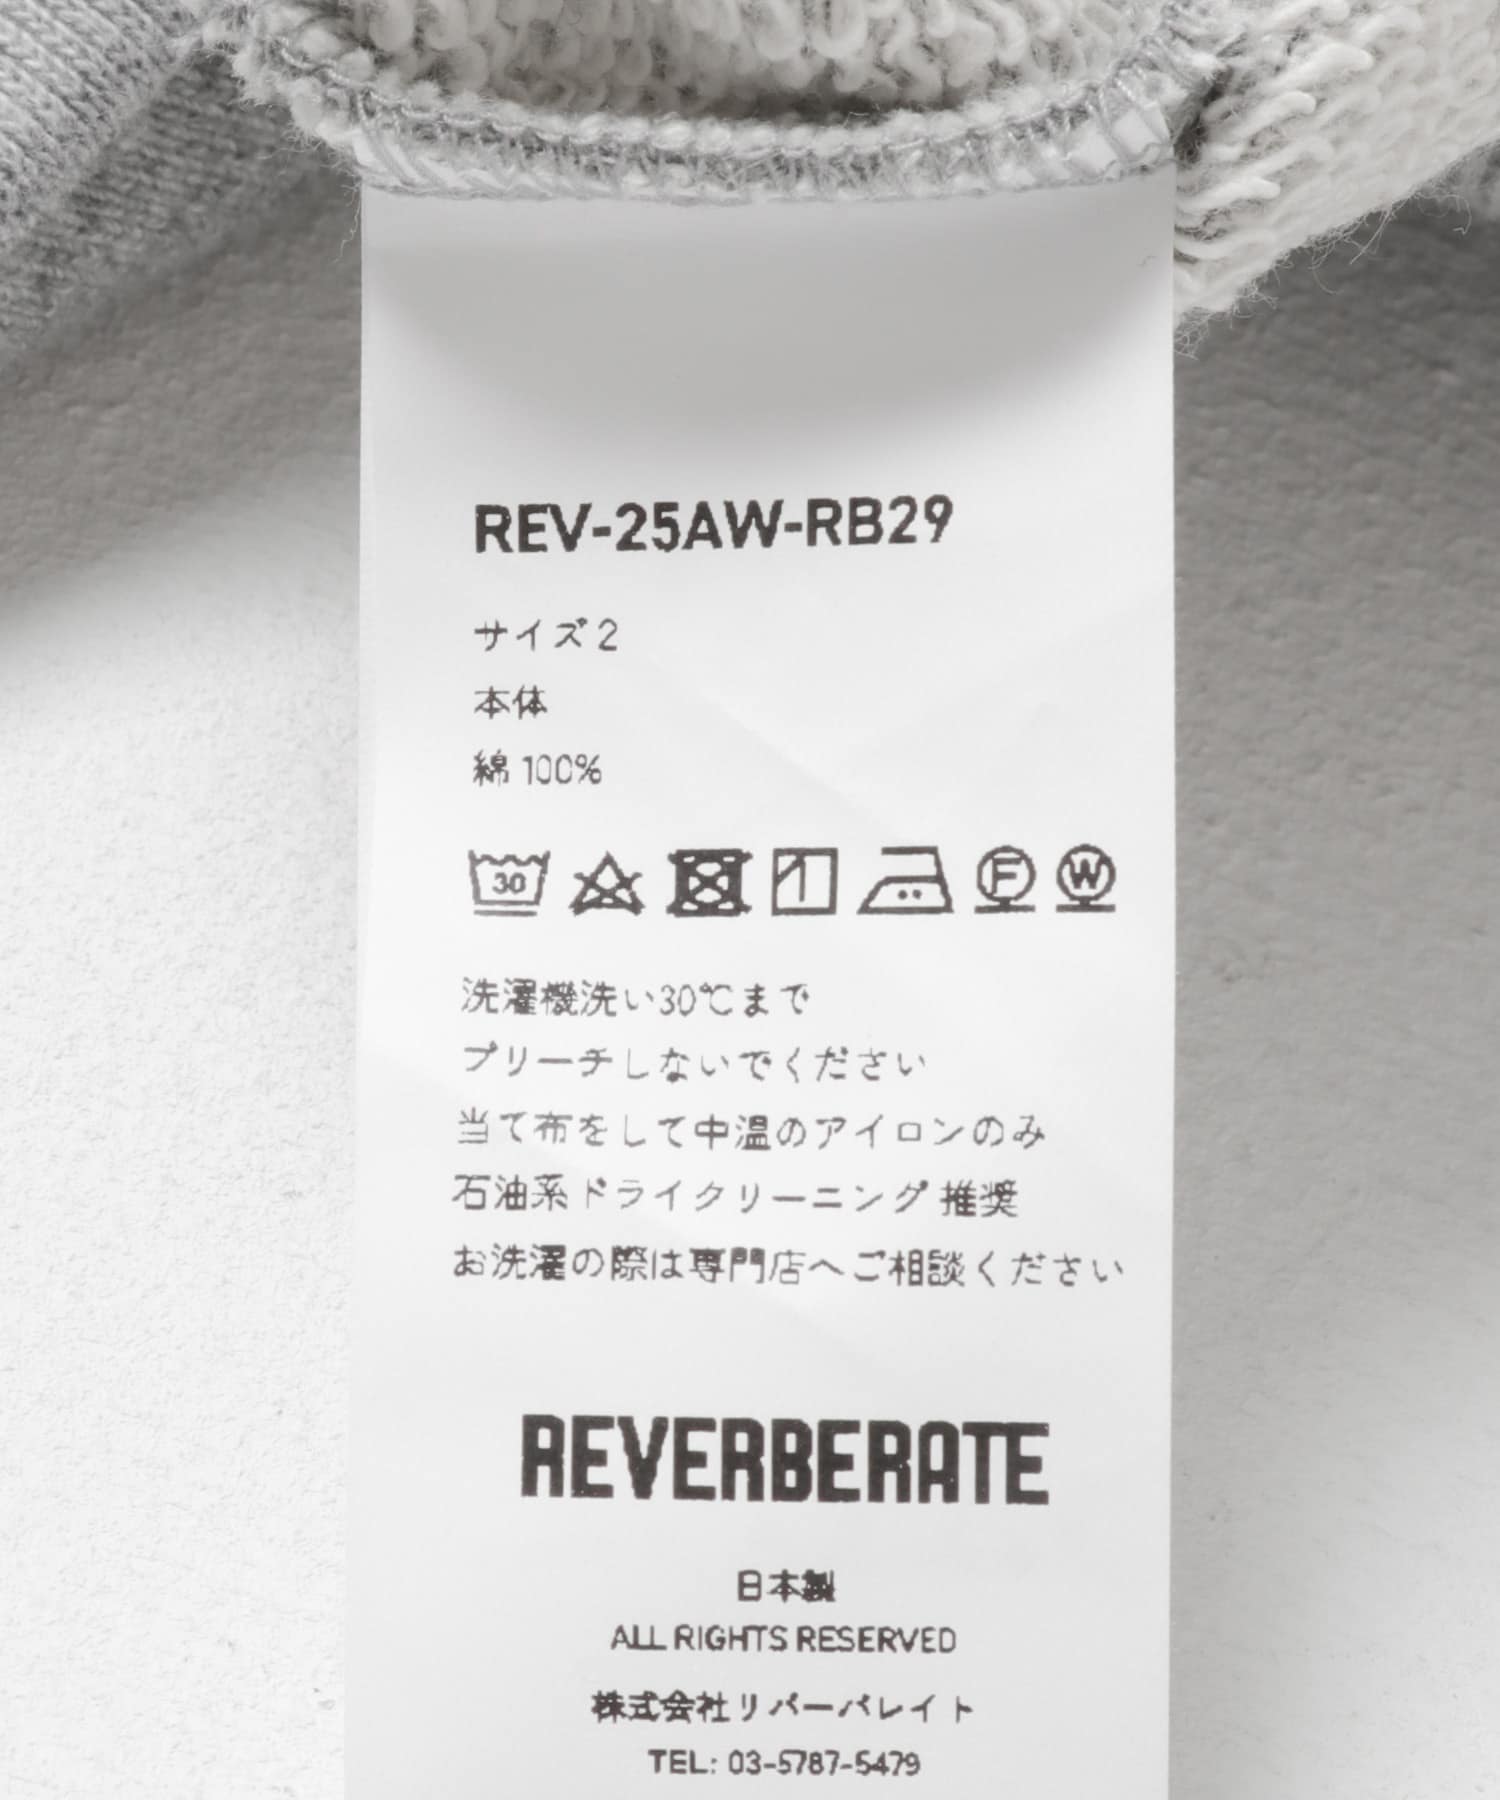 REV-25AW-RB29
サイズ 2
本体
綿 100%
30
F
W
洗濯機洗い30℃まで
ブリーチしないでください
当て布をして中温のアイロンのみ
石油系ドライクリーニング 推奨
お洗濯の際は専門店へご相談ください
REVERBERATE
日本製
ALL RIGHTS RESERVED
株式会社リバーバレイト
TEL: 03-5787-5479